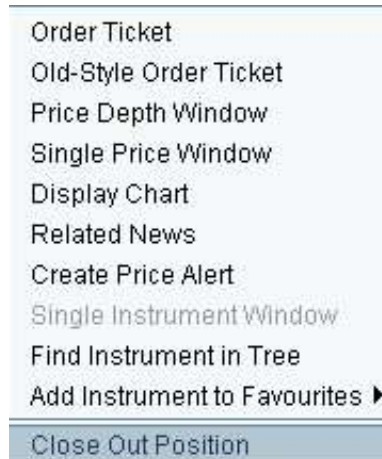 Order Ticket
Old-Style Order Ticket
Price Depth Window
Single Price Window
Display Chart
Related News
Create Price Alert
Single Instrument Window
Find Instrument in Tree
Add Instrument to Favourites
Close Out Position